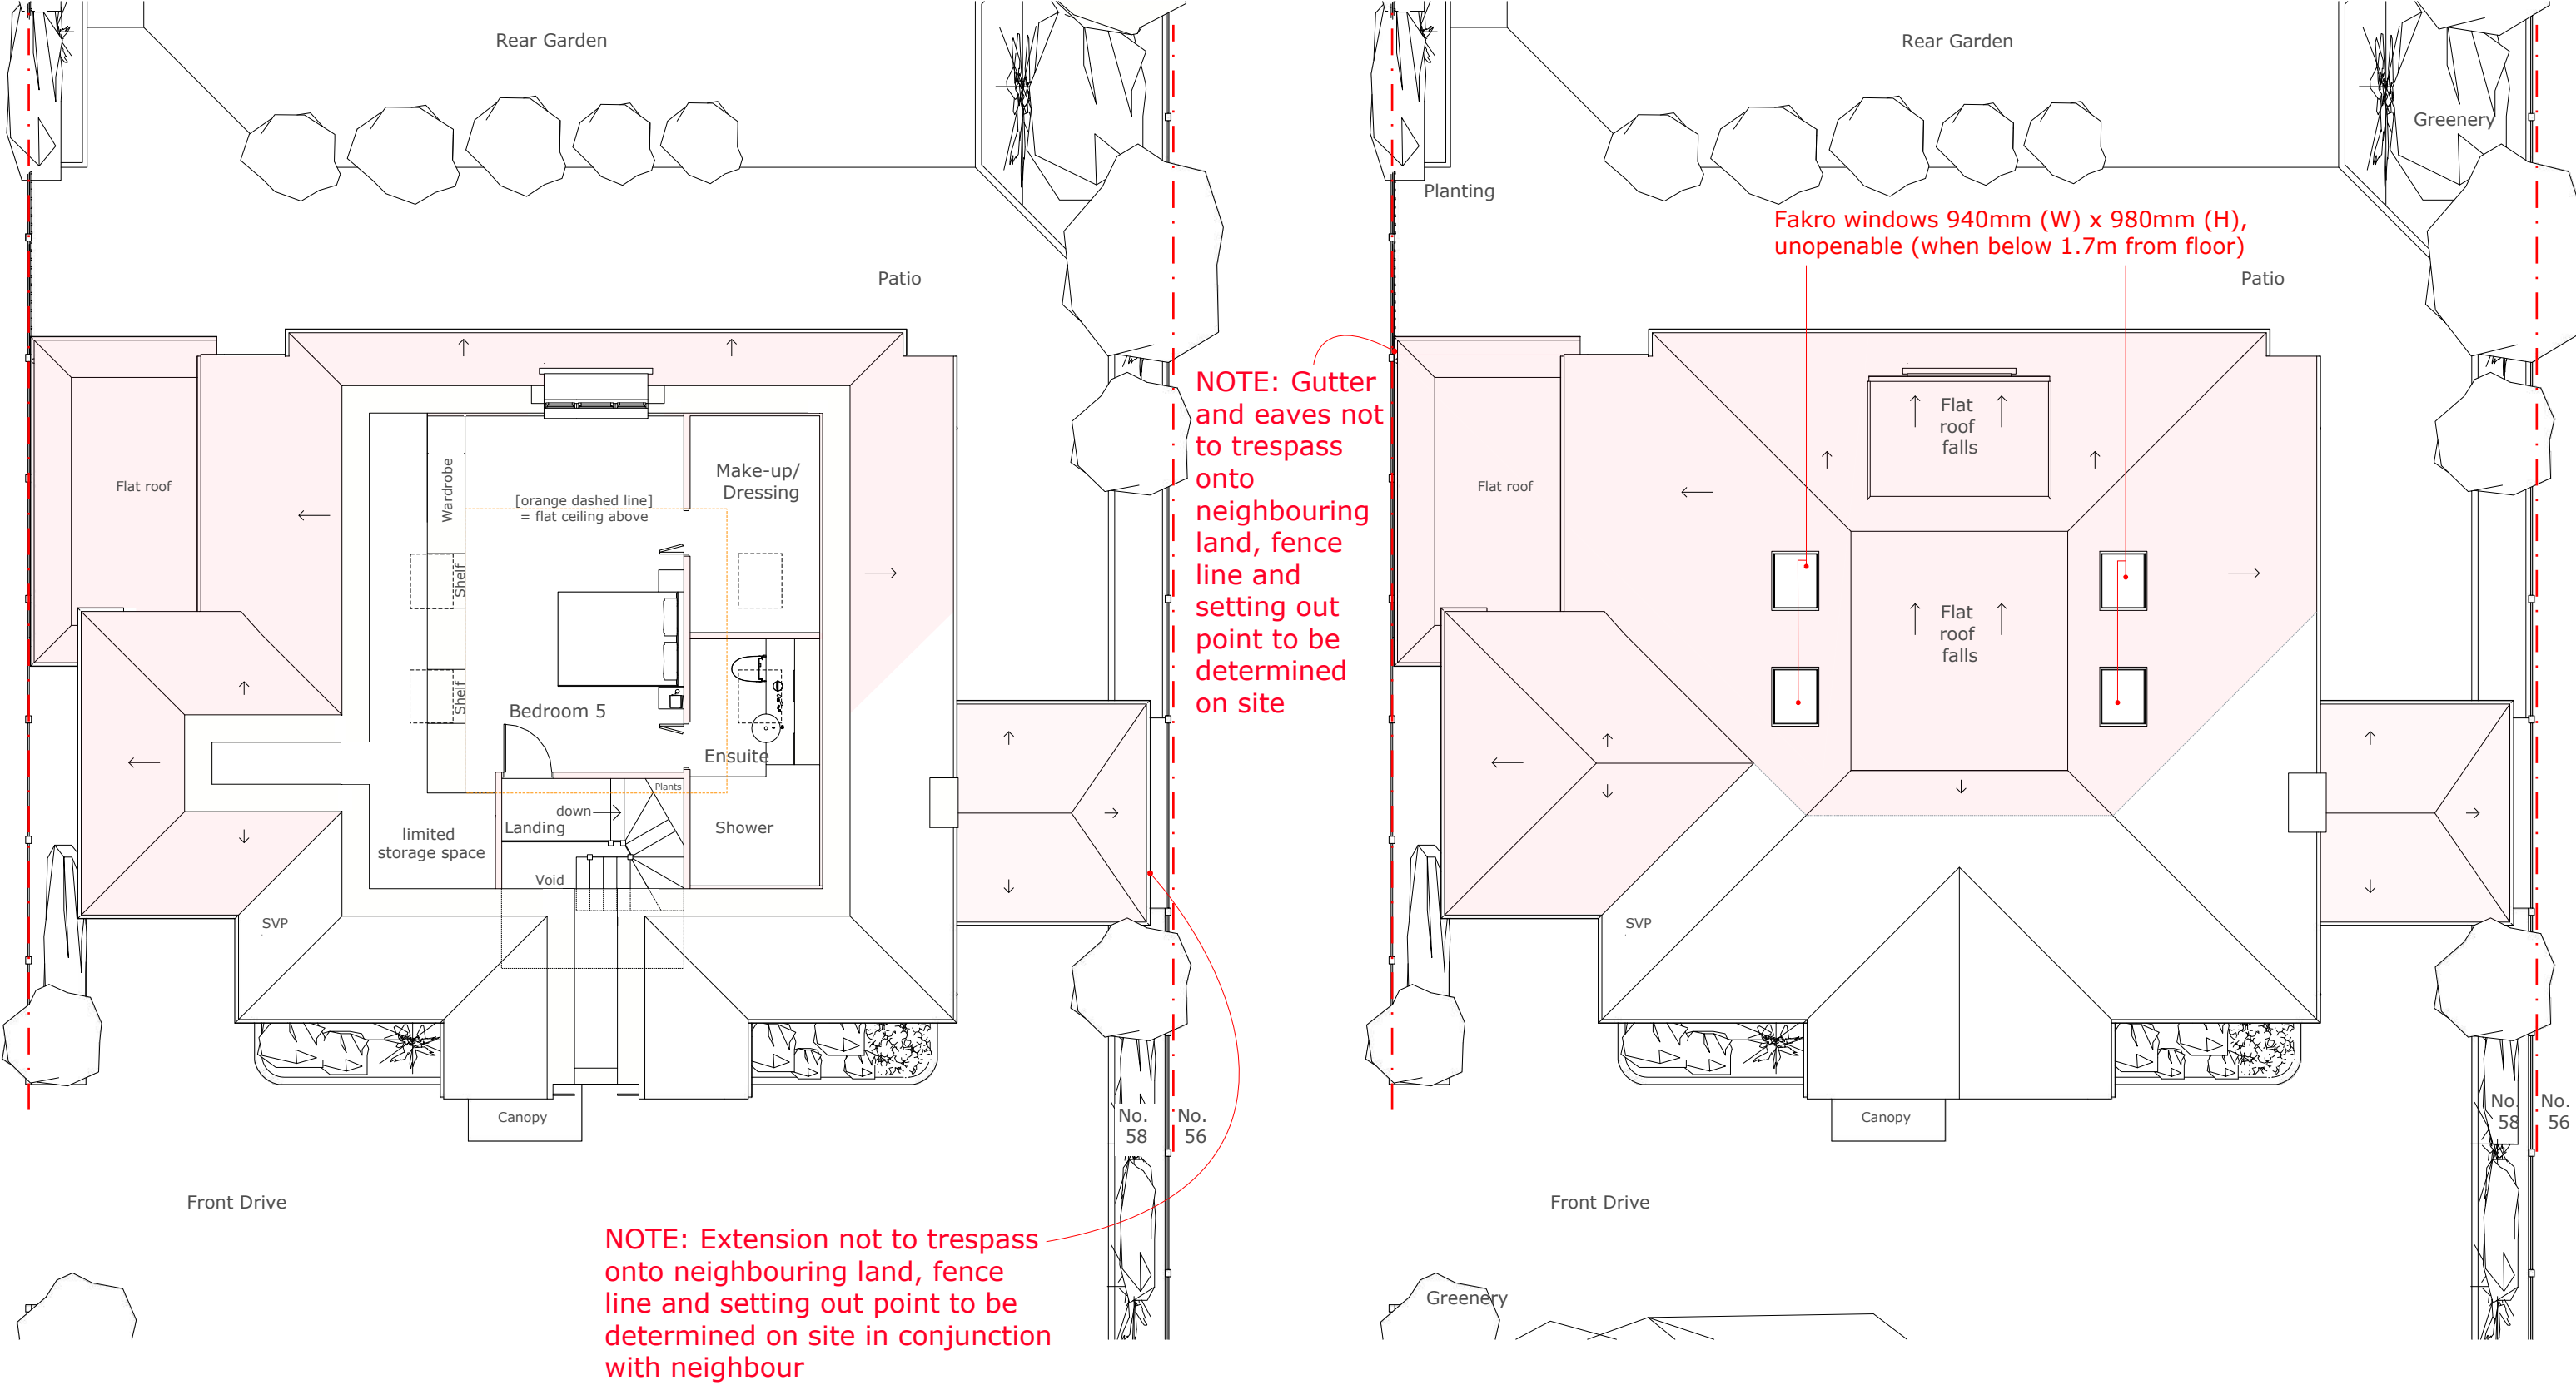 Rear Garden
Patio
Flat roof
Wardrobe
[orange dashed line]
= flat ceiling above
Make-up/
Dressing
Shelf
Shelf
Bedroom 5
Ensuite
Plants
down
Landing
Shower
limited
storage space
Void
SVP
Canopy
No.
58
No.
56
Front Drive
NOTE: Extension not to trespass
onto neighbouring land, fence
line and setting out point to be
determined on site in conjunction
with neighbour
NOTE: Gutter
and eaves not
to trespass
onto
neighbouring
land, fence
line and
setting out
point to be
determined
on site
Rear Garden
Greenery
Planting
Fakro windows 940mm (W) x 980mm (H),
unopenable (when below 1.7m from floor)
Patio
Flat
roof
falls
Flat roof
Flat
roof
falls
SVP
Canopy
No.
58
No.
56
Front Drive
Greenery